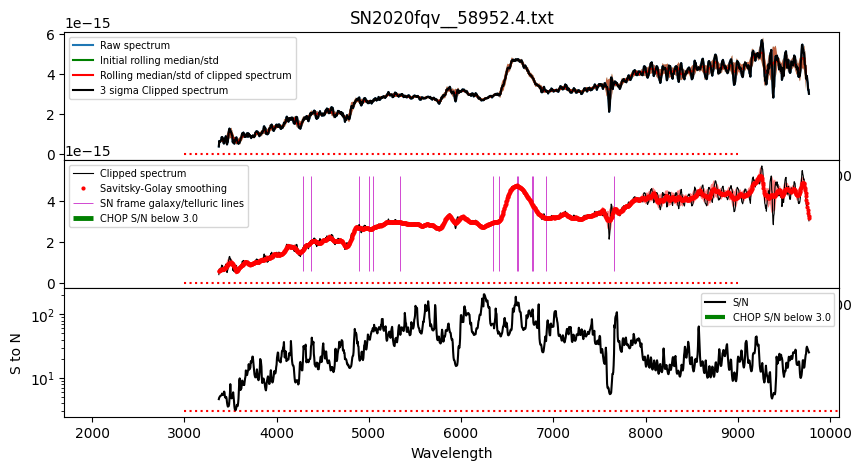 SN2020fqv__58952.4.txt
1e−15
6
4
2
0
Raw spectrum
Initial rolling median/std
Rolling median/std of clipped spectrum
3 sigma Clipped spectrum
1e−15
4
2
0
Clipped spectrum
Savitsky-Golay smoothing
SN frame galaxy/telluric lines
CHOP S/N below 3.0
00
S to N
10²
10¹
S/N
CHOP S/N below 3.0
00
2000 3000 4000 5000 6000 7000 8000 9000 10000
Wavelength